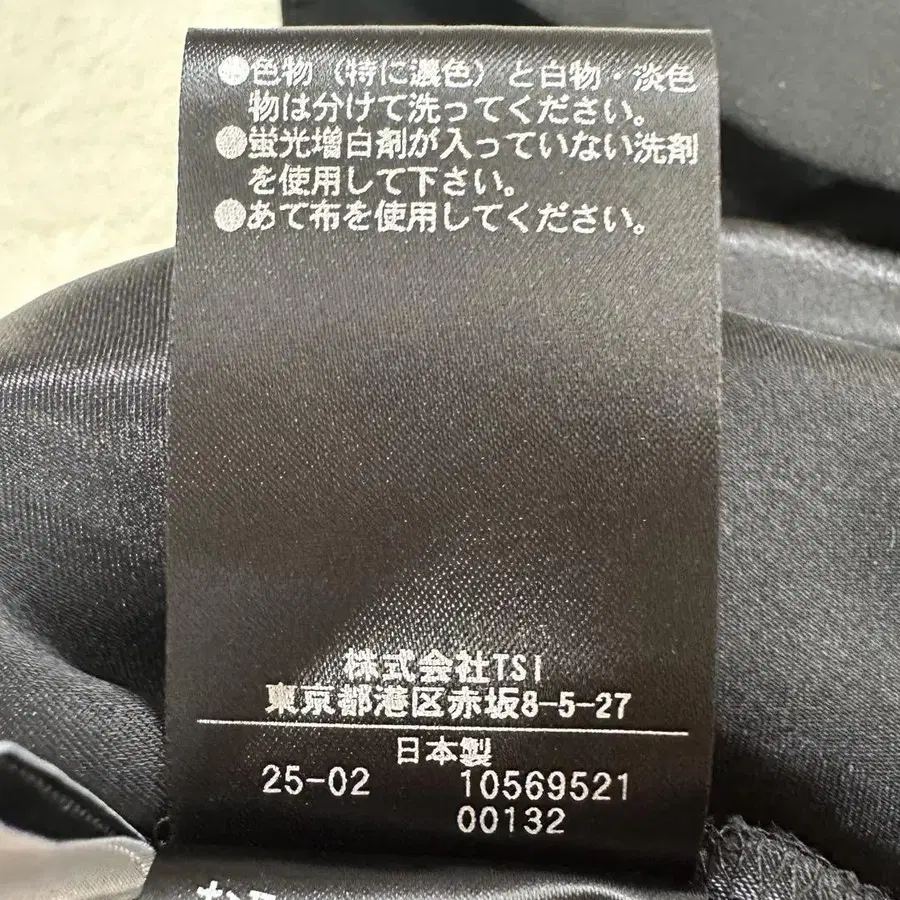 ●色物（特に濃色）と白物・淡色
物は分けて洗ってください。
●蛍光増白剤が入っていない洗剤
を使用して下さい。
●あて布を使用してください。
株式会社TSI
東京都港区赤坂8-5-27
日本製
25-02 10569521
00132